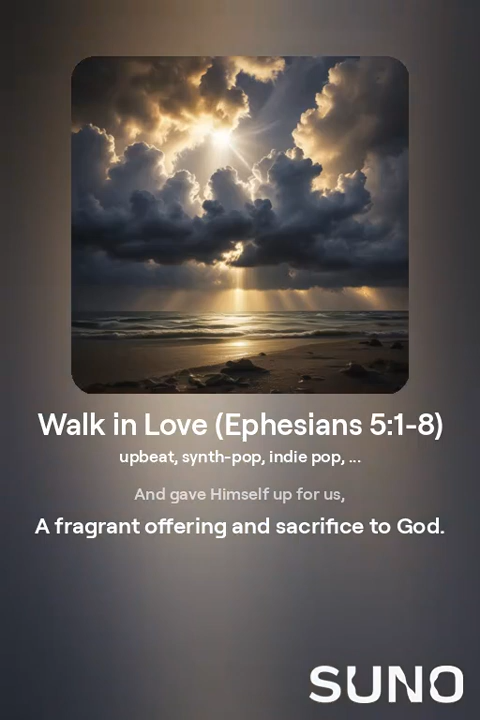 Walk in Love (Ephesians 5:1-8)
upbeat, synth-pop, indie pop, ...
And gave Himself up for us,
A fragrant offering and sacrifice to God.
SUNO